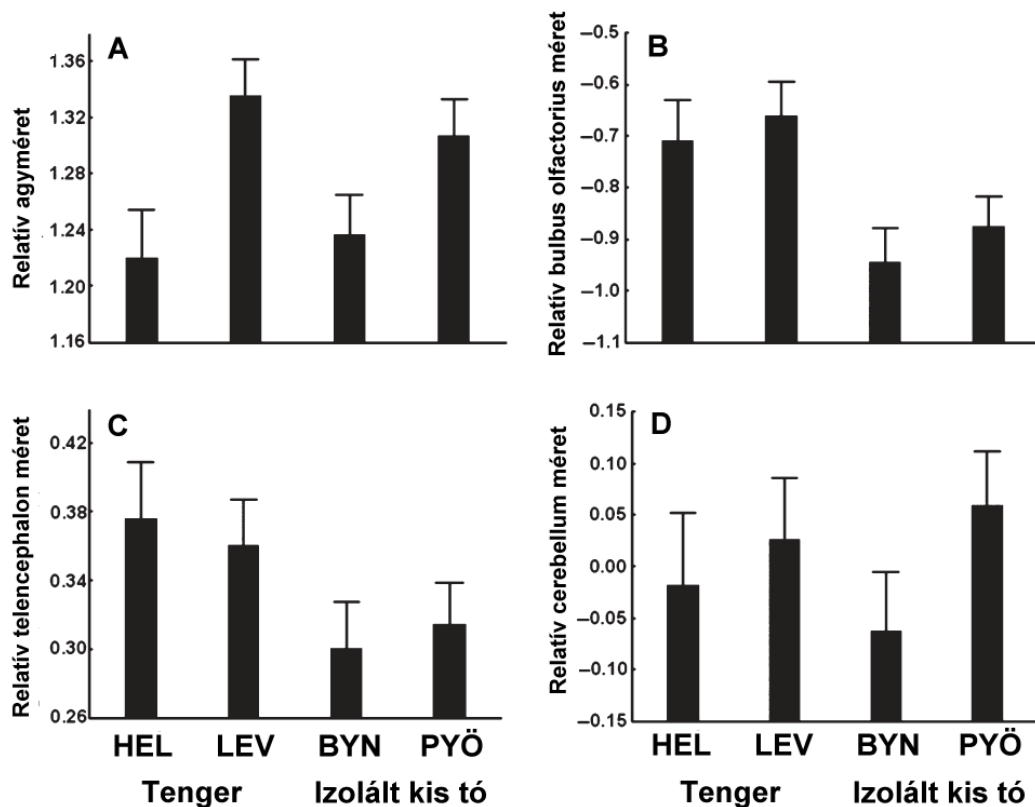 A
Relatív agyméret
1.36
1.32
1.28
1.24
1.20
1.16
B
Relatív bulbus olfactorius méret
–0.5
–0.6
–0.7
–0.8
–0.9
–1.0
–1.1
C
Relatív telencephalon méret
0.42
0.38
0.34
0.30
0.26
HEL LEV BYN PYÖ
Tenger Izolált kis tó
D
Relatív cerebellum méret
0.15
0.10
0.05
0.00
–0.05
–0.10
–0.15
HEL LEV BYN PYÖ
Tenger Izolált kis tó